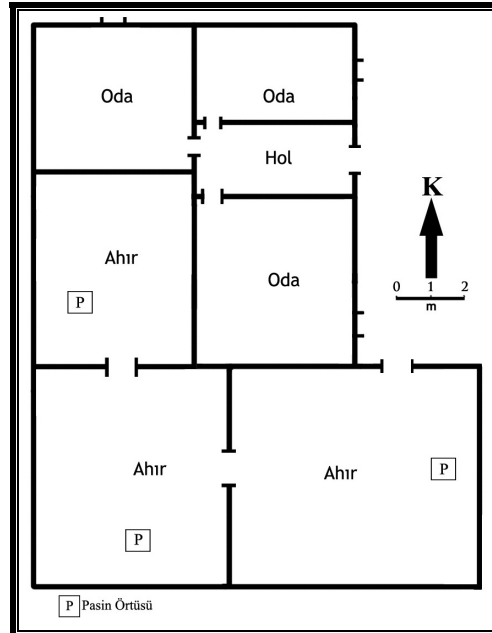 Oda
Oda
Hol
K
Ahır
P
Oda
0 1 2
m
Ahır
P
Ahır
P
P Pasin Örtüsü